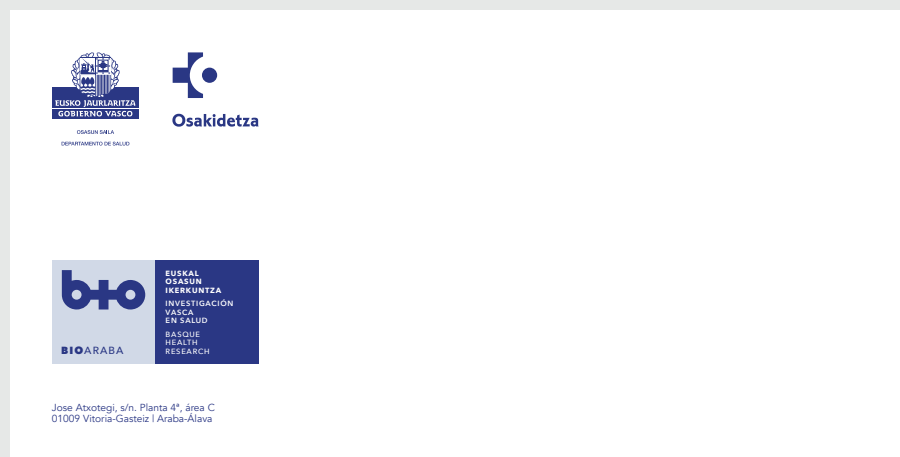 EUSKO JAURLARITZA
GOBIERNO VASCO
OSASUN SAILA
DEPARTAMENTO DE SALUD
Osakidetza
bio
BIOARABA
EUSKAL
OSASUN
IKERKUNTZA
INVESTIGACIÓN
VASCA
EN SALUD
BASQUE
HEALTH
RESEARCH
Jose Atxotegi, s/n. Planta 4ª, área C
01009 Vitoria-Gasteiz | Araba-Álava